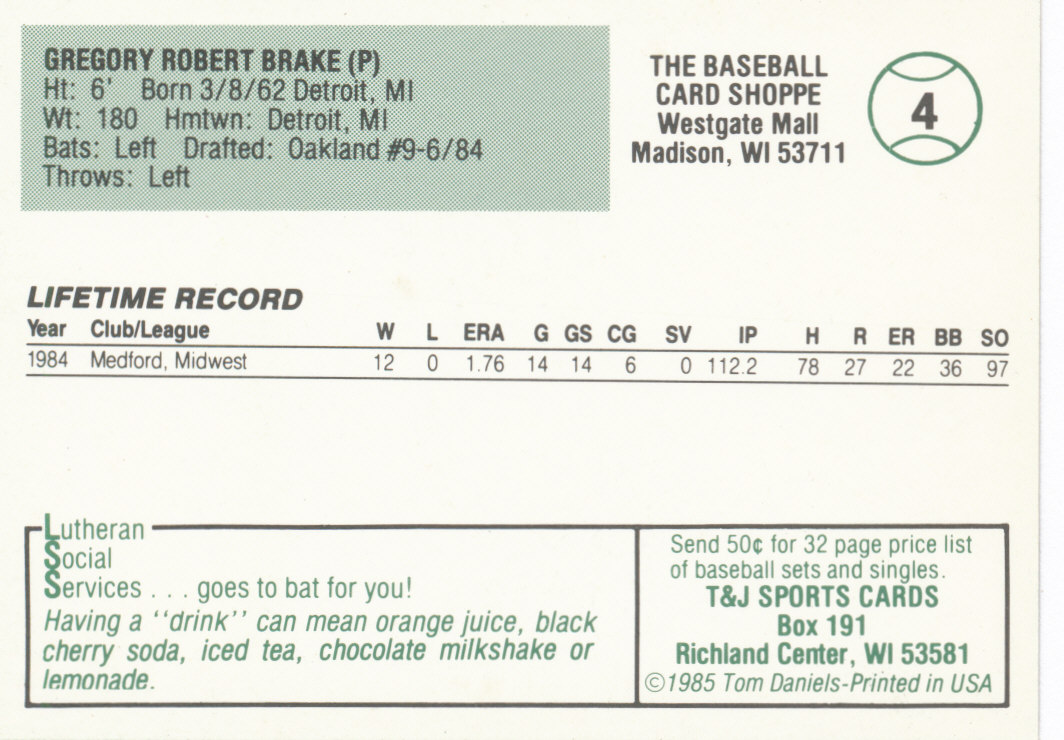 GREGORY ROBERT BRAKE (P)
Ht: 6' Born 3/8/62 Detroit, MI
Wt: 180 Hmtwn: Detroit, MI
Bats: Left Drafted: Oakland #9-6/84
Throws: Left
THE BASEBALL
CARD SHOPPE
Westgate Mall
Madison, WI 53711
4
LIFETIME RECORD
Year Club/League W L ERA G GS CG SV IP H R ER BB SO
1984 Medford, Midwest 12 0 1.76 14 14 6 0 112.2 78 27 22 36 97
Lutheran
Social
Services . . . goes to bat for you!
Having a ''drink'' can mean orange juice, black
cherry soda, iced tea, chocolate milkshake or
lemonade.
Send 50¢ for 32 page price list
of baseball sets and singles.
T&J SPORTS CARDS
Box 191
Richland Center, WI 53581
©1985 Tom Daniels-Printed in USA